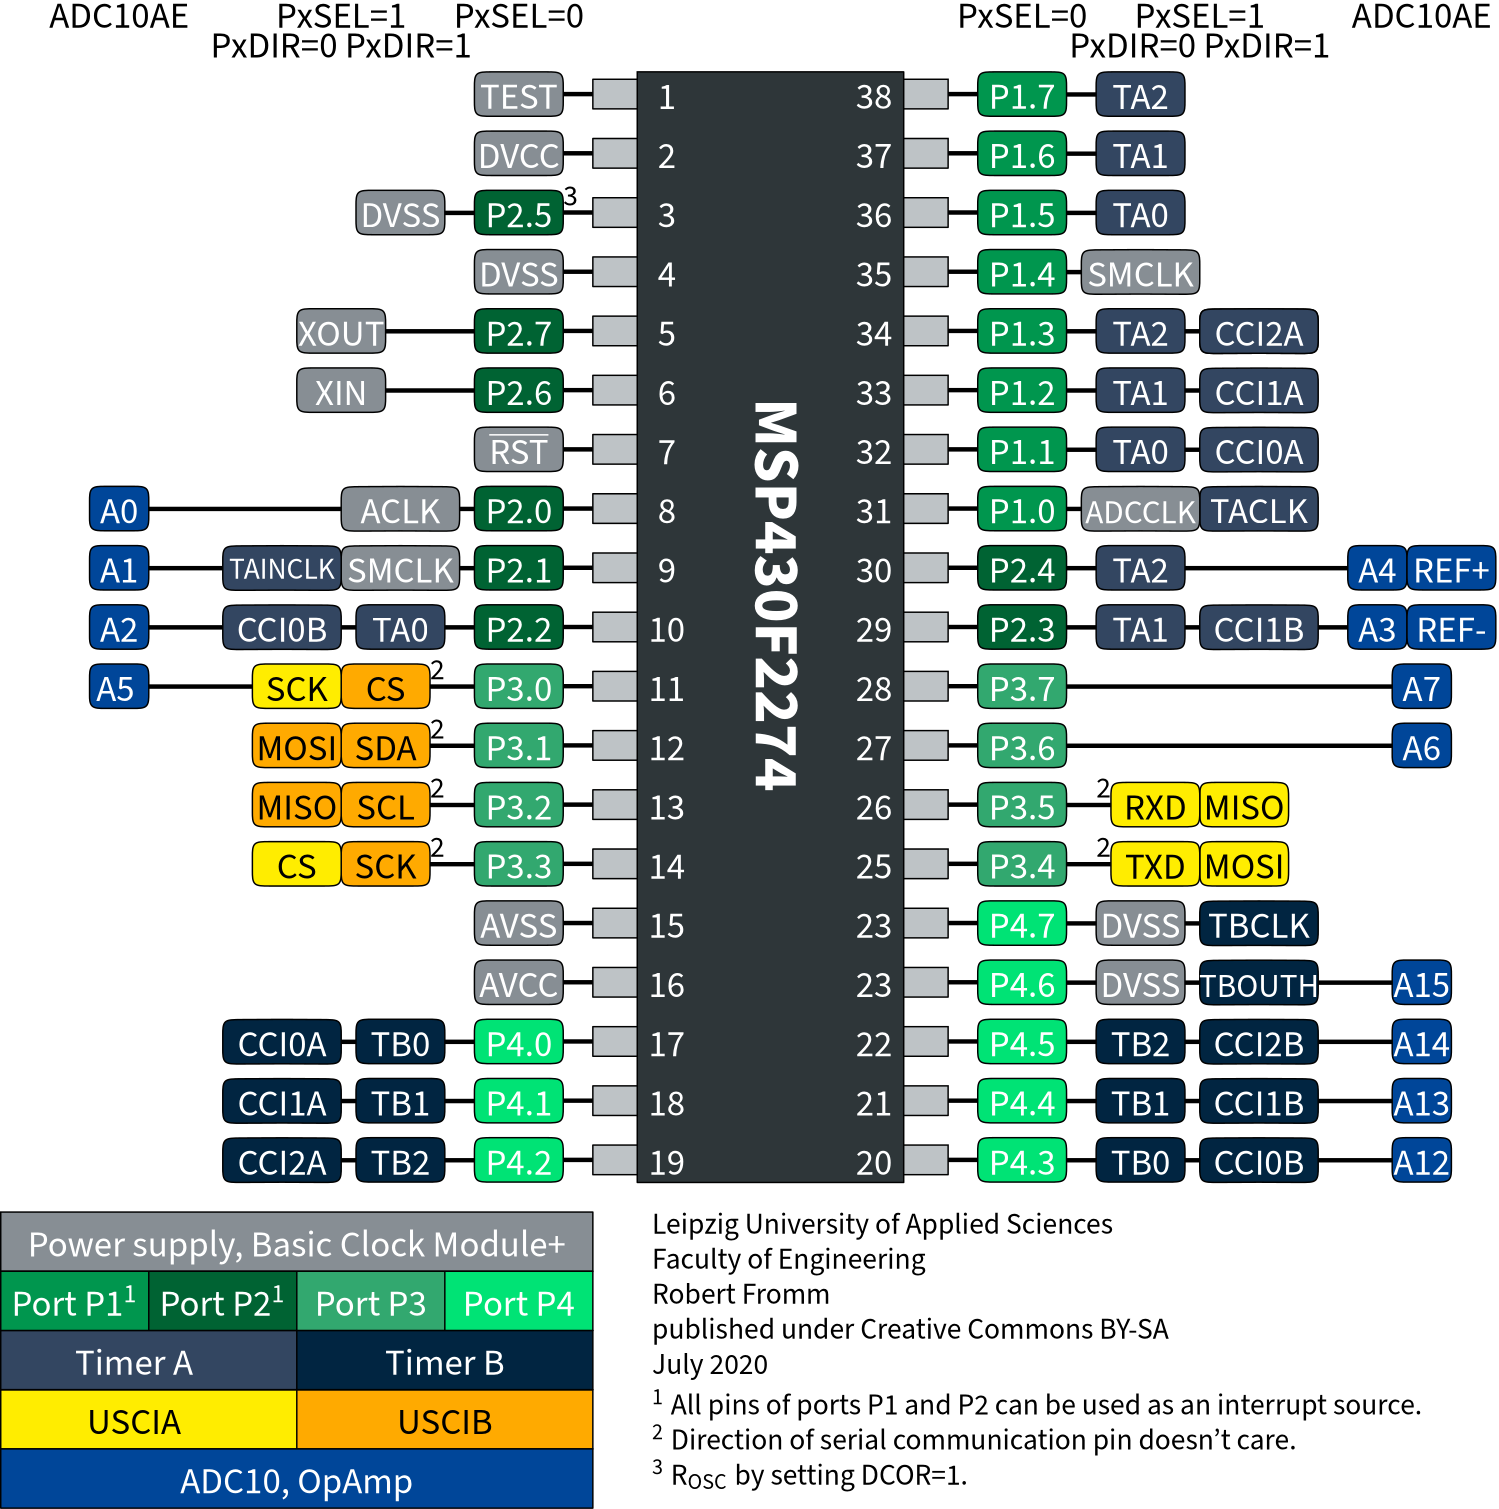 ADC10AE PxSEL=1 PxSEL=0 PxSEL=0 PxSEL=1 ADC10AE
PxDIR=0 PxDIR=1 PxDIR=0 PxDIR=1
TEST 1 38 P1.7 TA2
DVCC 2 37 P1.6 TA1
DVSS P2.5 3 3 36 P1.5 TA0
DVSS 4 35 P1.4 SMCLK
XOUT P2.7 5 34 P1.3 TA2 CCI2A
XIN P2.6 6 33 P1.2 TA1 CCI1A
RST 7 32 P1.1 TA0 CCI0A
A0 ACLK P2.0 8 31 P1.0 ADCCLK TACLK
A1 TAINCLK SMCLK P2.1 9 30 P2.4 TA2 A4 REF+
A2 CCI0B TA0 P2.2 10 29 P2.3 TA1 CCI1B A3 REF-
A5 SCK CS 2 P3.0 11 28 P3.7 A7
MOSI SDA 2 P3.1 12 27 P3.6 A6
MISO SCL 2 P3.2 13 26 P3.5 2 RXD MISO
CS SCK 2 P3.3 14 25 P3.4 2 TXD MOSI
AVSS 15 23 P4.7 DVSS TBCLK
AVCC 16 23 P4.6 DVSS TBOUTH A15
CCI0A TB0 P4.0 17 22 P4.5 TB2 CCI2B A14
CCI1A TB1 P4.1 18 21 P4.4 TB1 CCI1B A13
CCI2A TB2 P4.2 19 20 P4.3 TB0 CCI0B A12
MSP430F2274
Power supply, Basic Clock Module+
Port P1¹ Port P2¹ Port P3 Port P4
Timer A Timer B
USCIA USCIB
ADC10, OpAmp
Leipzig University of Applied Sciences
Faculty of Engineering
Robert Fromm
published under Creative Commons BY-SA
July 2020
¹ All pins of ports P1 and P2 can be used as an interrupt source.
² Direction of serial communication pin doesn't care.
³ ROSC by setting DCOR=1.